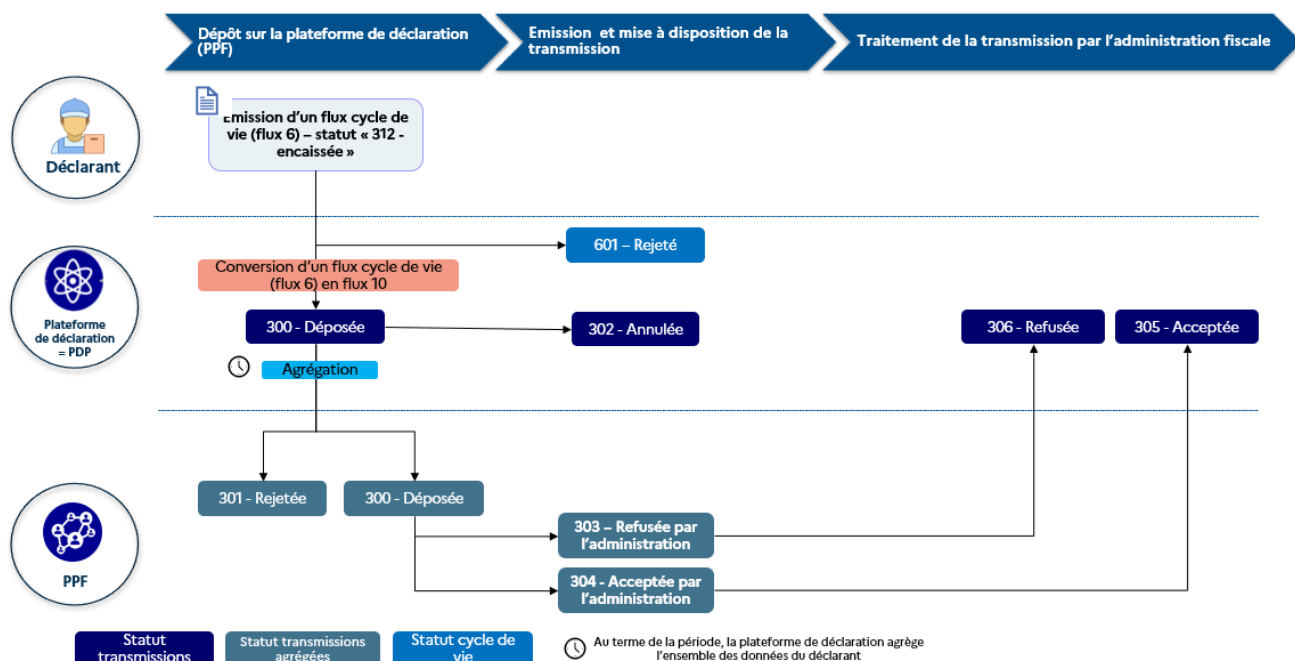 Dépôt sur la plateforme de déclaration
(PPF)
Emission et mise à disposition de la
transmission
Traitement de la transmission par l'administration fiscale
Emission d'un flux cycle de
vie (flux 6) – statut « 312 -
encaissée »
Déclarant
601 – Rejeté
Conversion d'un flux cycle de vie
(flux 6) en flux 10
Plateforme
de déclaration
= PDP
300 - Déposée
302 - Annulée
306 - Refusée
305 - Acceptée
Agrégation
301 - Rejetée
300 - Déposée
303 – Refusée par
l'administration
304 - Acceptée par
l'administration
PPF
Statut
transmissions
Statut transmissions
agrégées
Statut cycle de
vie
Au terme de la période, la plateforme de déclaration agrège
l'ensemble des données du déclarant